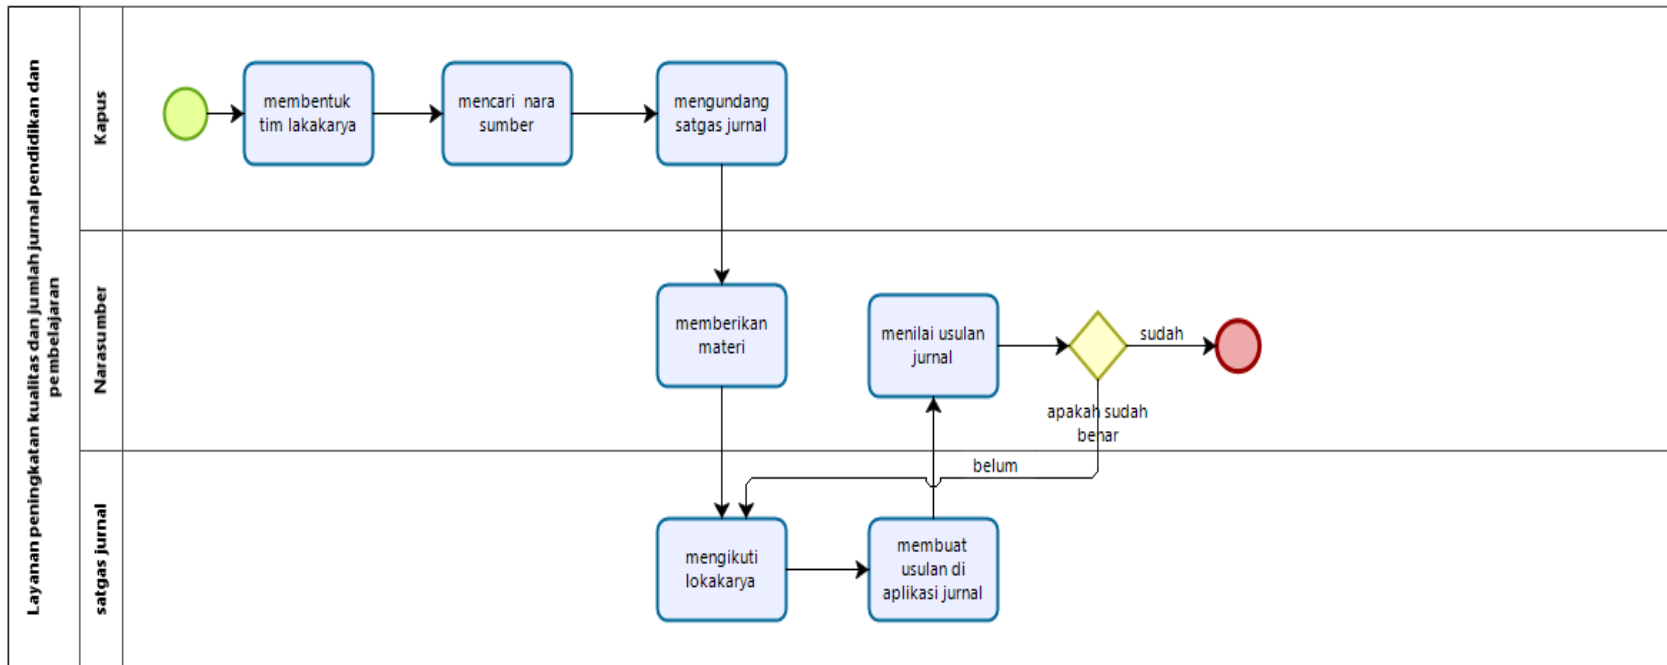 Layanan peningkatan kualitas dan jumlah jurnal pendidikan dan
pembelajaran
Kapus
membentuk
tim lakakarya
mencari nara
sumber
mengundang
satgas jurnal
Narasumber
memberikan
materi
menilai usulan
jurnal
sudah
apakah sudah
benar
satgas jurnal
belum
mengikuti
lokakarya
membuat
usulan di
aplikasi jurnal